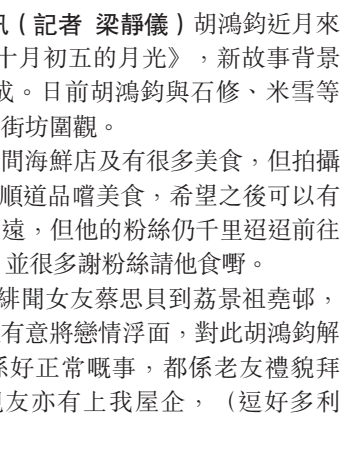 訊（記者 梁靜儀）胡鴻鈞近月來
十月初五的月光》，新故事背景
成。日前胡鴻鈞與石修、米雪等
街坊圍觀。
間海鮮店及有很多美食，但拍攝
順道品嚐美食，希望之後可以有
遠，但他的粉絲仍千里迢迢前往
，並很多謝粉絲請他食嘢。
緋聞女友蔡思貝到荔景祖堯邨，
有意將戀情浮面，對此胡鴻鈞解
係好正常嘅事，都係老友禮貌拜
友亦有上我屋企，（逗好多利